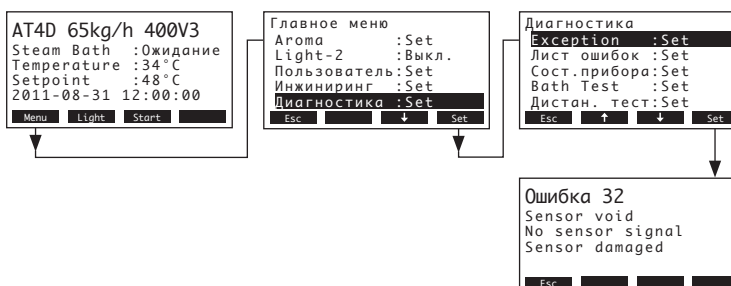 AT4D 65kg/h 400V3
Steam Bath :Ожидание
Temperature :34°C
Setpoint :48°C
2011-08-31 12:00:00
Menu Light Start
Главное меню
Aroma :Set
Light-2 :Выкл.
Пользователь:Set
Инжиниринг :Set
Диагностика :Set
Esc ↓ Set
Диагностика
Exception :Set
Лист ошибок :Set
Сост.прибора:Set
Bath Test :Set
Дистан. тест:Set
Esc ↑ ↓ Set
Ошибка 32
Sensor void
No sensor signal
Sensor damaged
Esc